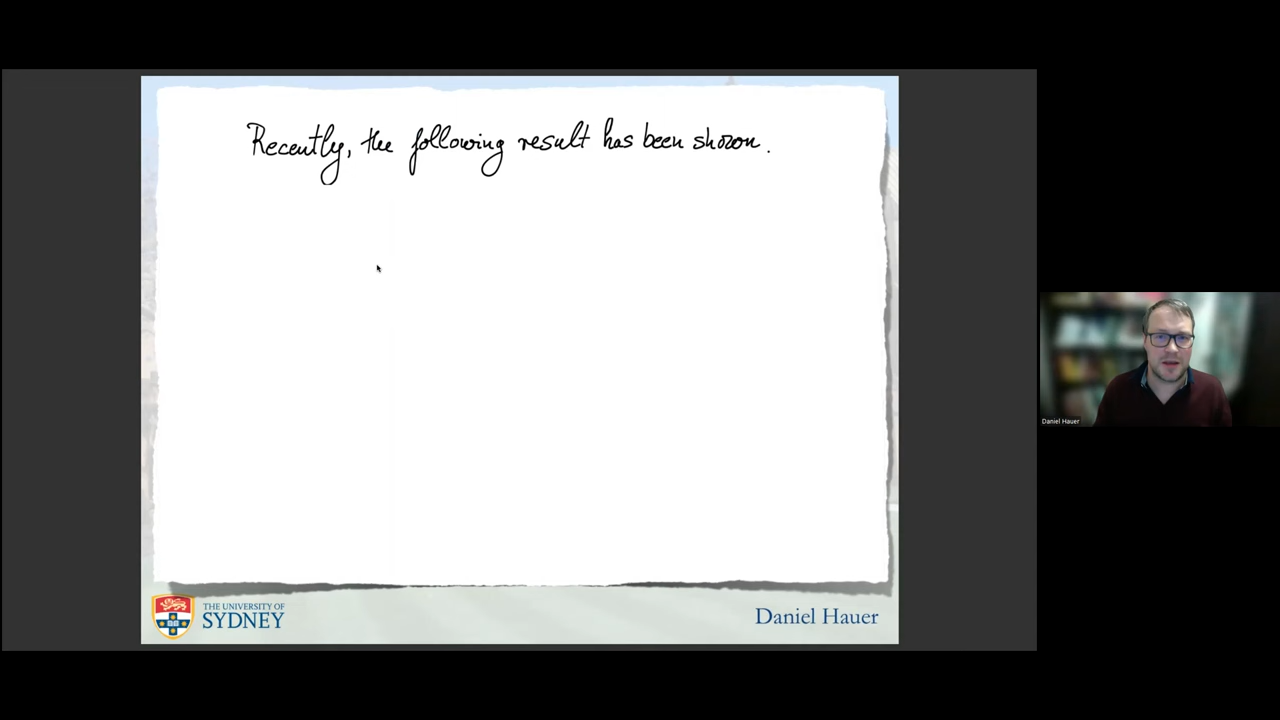 Recently, the following result has been shown.
THE UNIVERSITY OF
SYDNEY
Daniel Hauer
Daniel Hauer